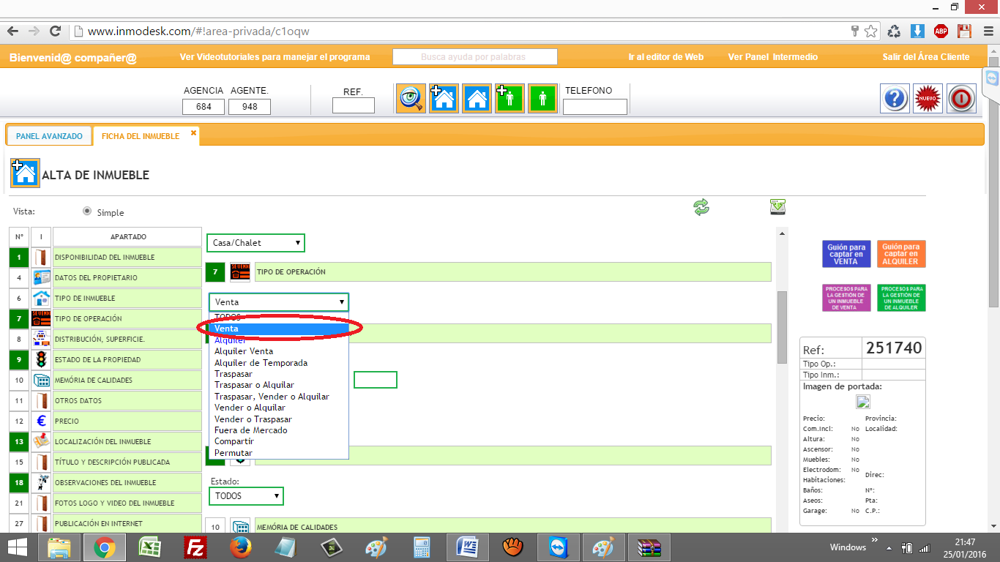 www.inmodesk.com/#!area-privada/c1oqw
ABP
Bienvenid@ compañer@
Ver Videotutoriales para manejar el programa
Busca ayuda por palabras
Ir al editor de Web
Ver Panel Intermedio
Salir del Área Cliente
AGENCIA AGENTE.
684 948
REF.
TELEFONO
NUEVO
PANEL AVANZADO
FICHA DEL INMUEBLE
ALTA DE INMUEBLE
Vista:
Simple
Nº I APARTADO
1 DISPONIBILIDAD DEL INMUEBLE
4 DATOS DEL PROPIETARIO
6 TIPO DE INMUEBLE
7 TIPO DE OPERACIÓN
8 DISTRIBUCIÓN, SUPERFICIE.
9 ESTADO DE LA PROPIEDAD
10 MEMÓRIA DE CALIDADES
11 OTROS DATOS
12 PRECIO
13 LOCALIZACIÓN DEL INMUEBLE
15 TÍTULO Y DESCRIPCIÓN PUBLICADA
18 OBSERVACIONES DEL INMUEBLE
21 FOTOS LOGO Y VIDEO DEL INMUEBLE
27 PUBLICACIÓN EN INTERNET
Casa/Chalet
7 SE VENDE TIPO DE OPERACIÓN
Venta
TODOS
Venta
Alquiler
Alquiler Venta
Alquiler de Temporada
Traspasar
Traspasar o Alquilar
Traspasar, Vender o Alquilar
Vender o Alquilar
Vender o Traspasar
Fuera de Mercado
Compartir
Permutar
Estado:
TODOS
10 MEMÓRIA DE CALIDADES
Guión para
captar en
VENTA
Guión para
captar en
ALQUILER
PROCESOS PARA
LA GESTIÓN DE
UN INMUEBLE
DE VENTA
PROCESOS PARA
LA GESTIÓN DE
UN INMUEBLE
DE ALQUILER
Ref: 251740
Tipo Op.:
Tipo Inm.:
Imagen de portada:
Precio: Provincia:
Com.Incl: No Localidad:
Altura: No
Ascensor: No
Muebles: No
Electrodom: No
Direc:
Habitaciones:
Baños: Nº:
Aseos: Pta:
Garage: No C.P.:
Windows
21:47
25/01/2016